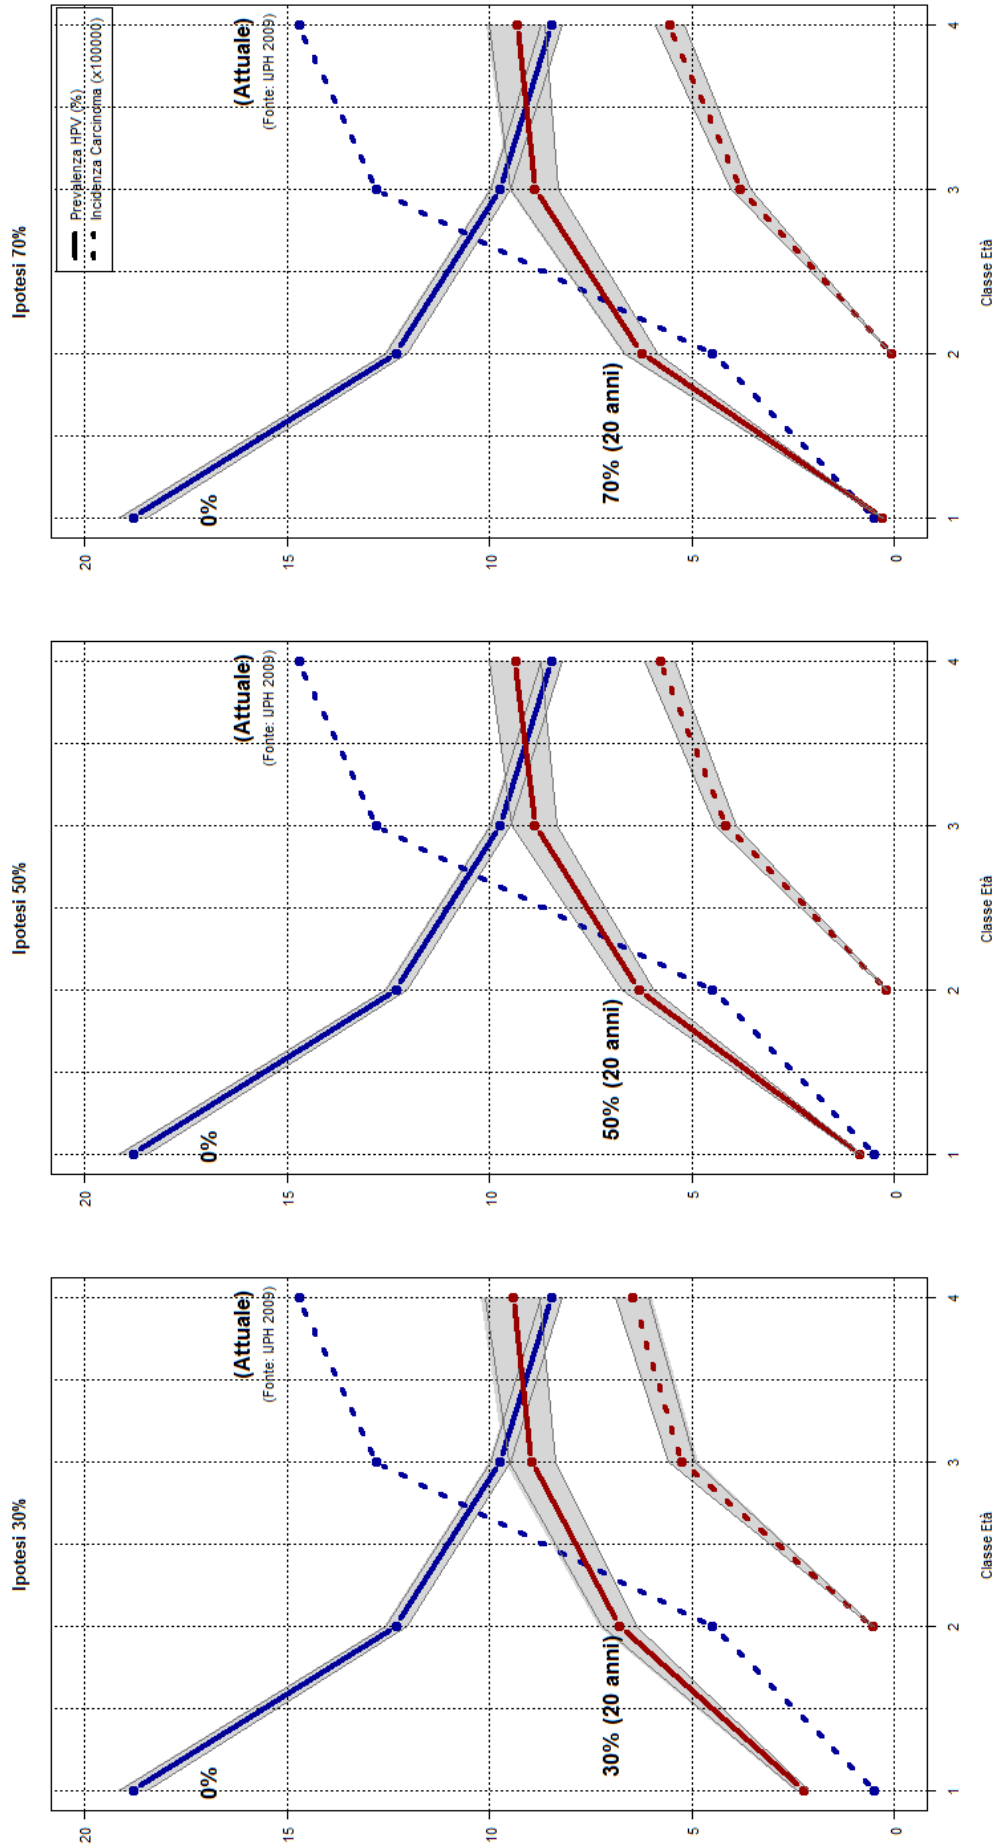 Ipotesi 30%
20
15
10
5
0
0%
30% (20 anni)
(Attuale)
(Fonte: IJPH 2009)
1
2
3
4
Classe Età
Ipotesi 50%
20
15
10
5
0
0%
50% (20 anni)
(Attuale)
(Fonte: IJPH 2009)
1
2
3
4
Classe Età
Ipotesi 70%
Prevalenza HPV (%)
Incidenza Carcinoma (x100000)
20
15
10
5
0
0%
70% (20 anni)
(Attuale)
(Fonte: IJPH 2009)
1
2
3
4
Classe Età